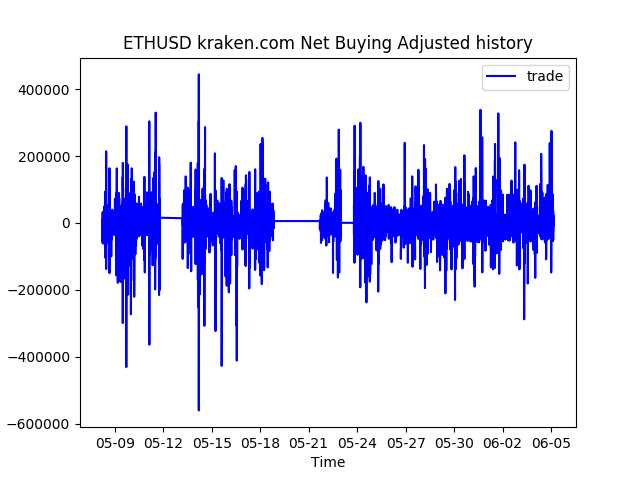 ETHUSD kraken.com Net Buying Adjusted history
trade
400000
200000
0
−200000
−400000
−600000
05-09 05-12 05-15 05-18 05-21 05-24 05-27 05-30 06-02 06-05
Time